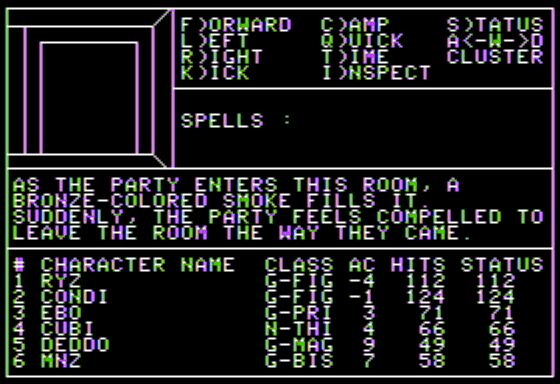 F)ORWARD C)AMP S)TATUS
L)EFT Q)UICK A<-W->D
R)IGHT T)IME CLUSTER
K)ICK I)NSPECT
SPELLS :
AS THE PARTY ENTERS THIS ROOM, A
BRONZE-COLORED SMOKE FILLS IT.
SUDDENLY, THE PARTY FEELS COMPELLED TO
LEAVE THE ROOM THE WAY THEY CAME.
# CHARACTER NAME CLASS AC HITS STATUS
1 RYZ G-FIG -4 112 112
2 CONDI G-FIG -1 124 124
3 EBO G-PRI 3 71 71
4 CUBI N-THI 4 66 66
5 DEDDO G-MAG 9 49 49
6 MNZ G-BIS 7 58 58